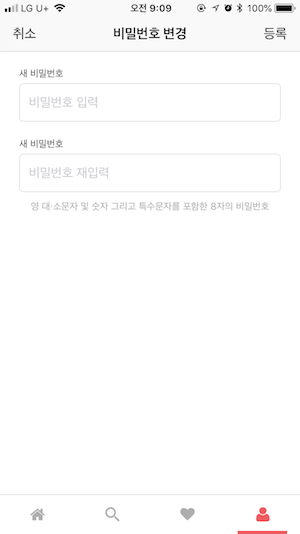 LG U+ 오전 9:09 100%
취소 비밀번호 변경 등록
새 비밀번호
비밀번호 입력
새 비밀번호
비밀번호 재입력
영 대·소문자 및 숫자 그리고 특수문자를 포함한 8자의 비밀번호